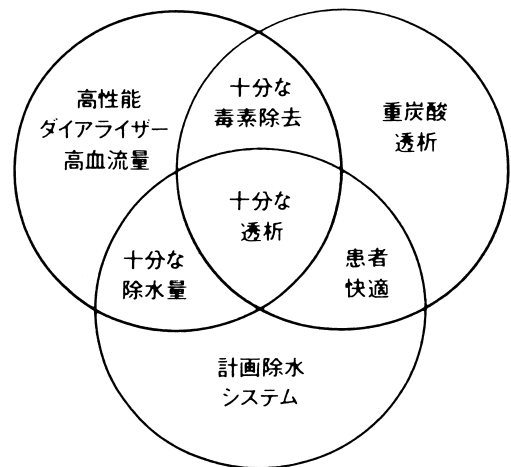 高性能
ダイアライザー
高血流量
十分な
毒素除去
重炭酸
透析
十分な
透析
十分な
除水量
患者
快適
計画除水
システム